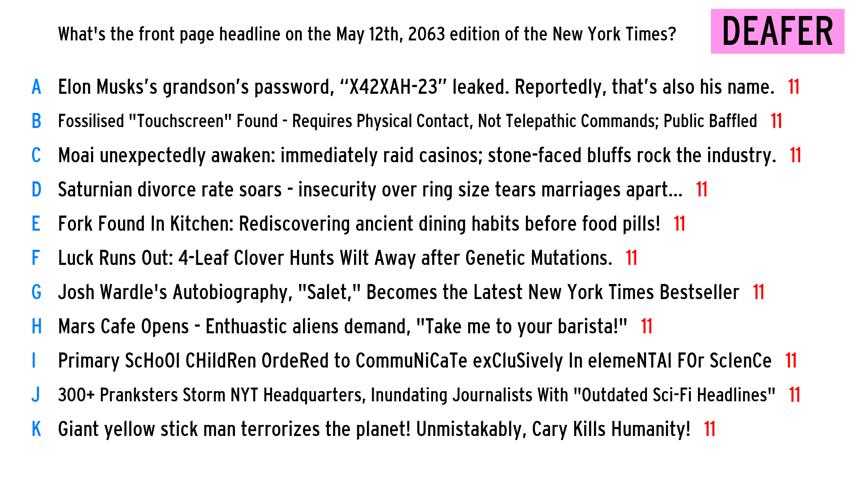 What's the front page headline on the May 12th, 2063 edition of the New York Times?
DEAFER
A Elon Musks's grandson's password, “X42XAH-23” leaked. Reportedly, that's also his name. 11
B Fossilised "Touchscreen" Found - Requires Physical Contact, Not Telepathic Commands; Public Baffled 11
C Moai unexpectedly awaken: immediately raid casinos; stone-faced bluffs rock the industry. 11
D Saturnian divorce rate soars - insecurity over ring size tears marriages apart... 11
E Fork Found In Kitchen: Rediscovering ancient dining habits before food pills! 11
F Luck Runs Out: 4-Leaf Clover Hunts Wilt Away after Genetic Mutations. 11
G Josh Wardle's Autobiography, "Salet," Becomes the Latest New York Times Bestseller 11
H Mars Cafe Opens - Enthuastic aliens demand, "Take me to your barista!" 11
I Primary ScHoOl CHildRen OrdeRed to CommuNiCaTe exCluSively In elemeNTAl FOr ScIenCe 11
J 300+ Pranksters Storm NYT Headquarters, Inundating Journalists With "Outdated Sci-Fi Headlines" 11
K Giant yellow stick man terrorizes the planet! Unmistakably, Cary Kills Humanity! 11